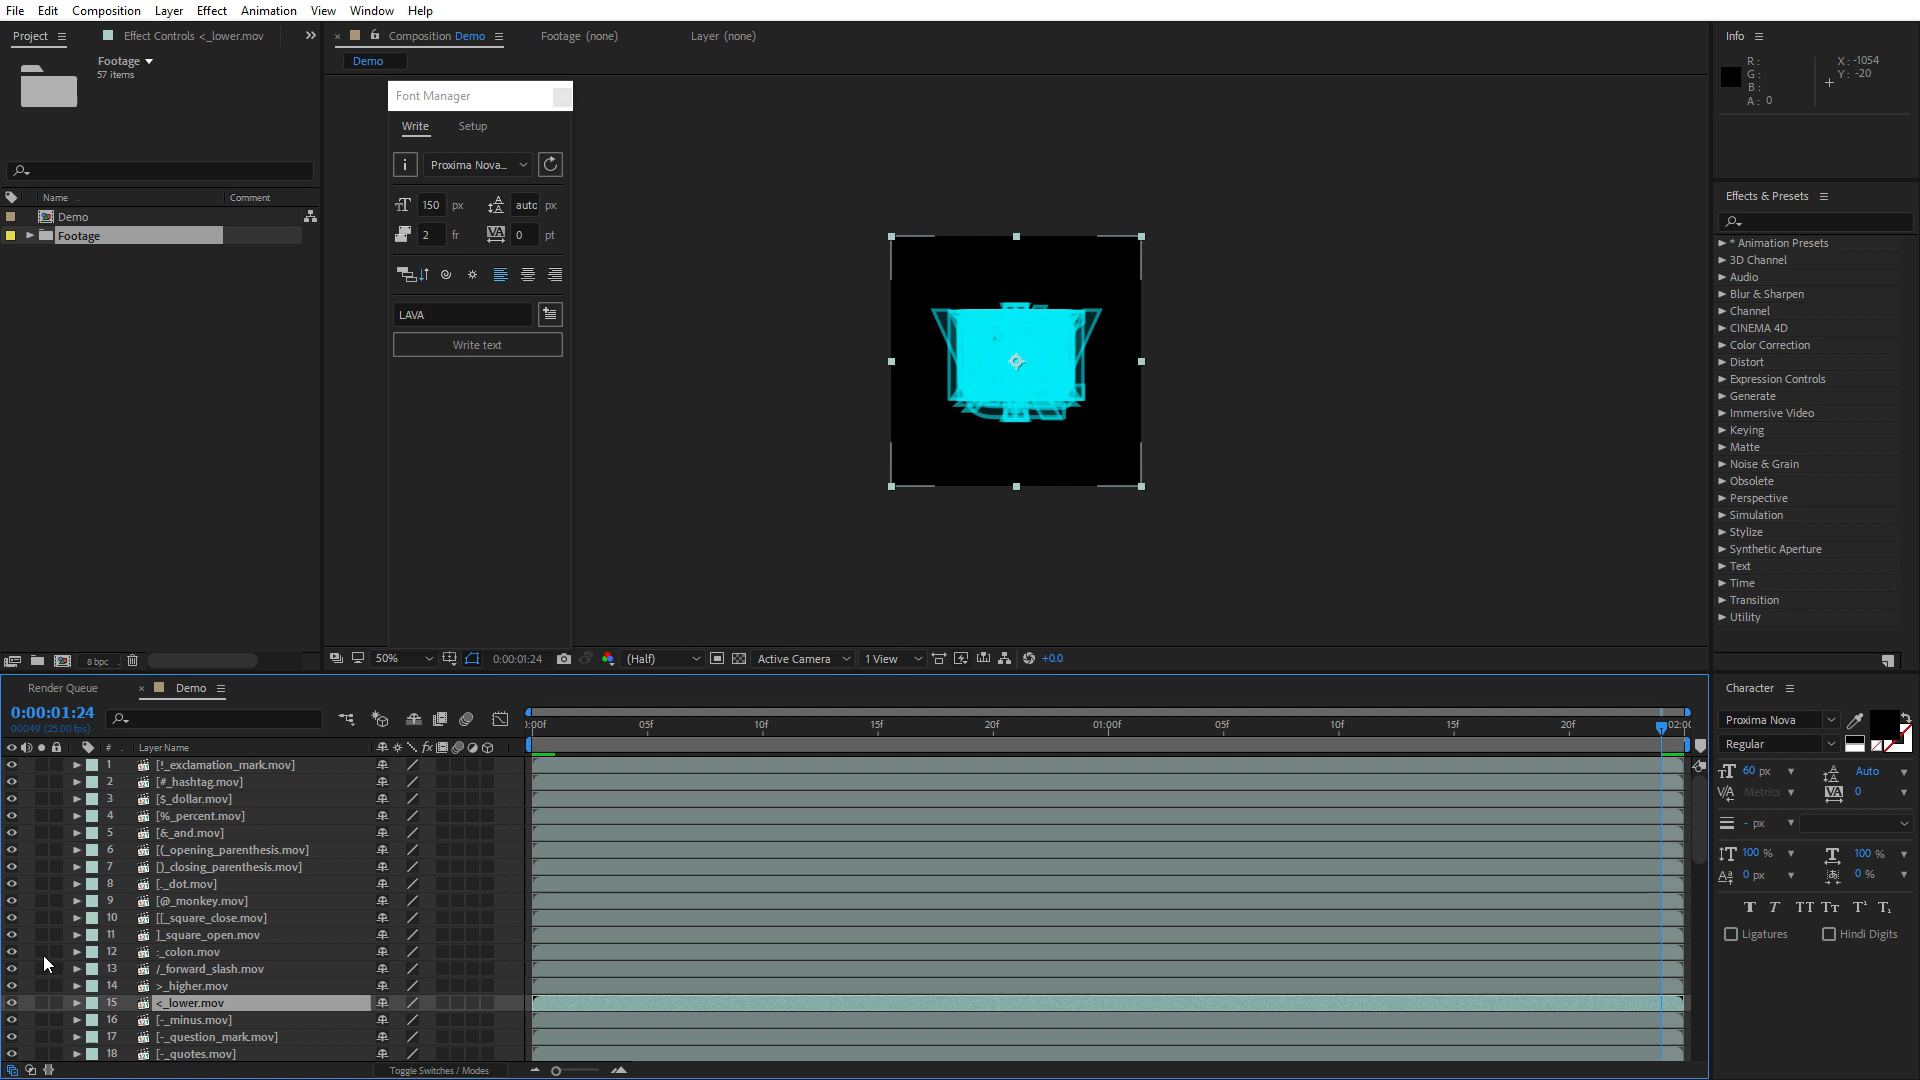 File Edit Composition Layer Effect Animation View Window Help
Project
Effect Controls <_lower.mov
Composition Demo
Footage (none)
Layer (none)
Info
Footage
57 items
Demo
R:
G:
B:
A: 0
X: -1054
Y: -20
Font Manager
Write Setup
Proxima Nova...
150 px
auto px
2 fr
0 pt
LAVA
Write text
Name
Comment
Demo
Footage
Effects & Presets
* Animation Presets
3D Channel
Audio
Blur & Sharpen
Channel
CINEMA 4D
Color Correction
Distort
Expression Controls
Generate
Immersive Video
Keying
Matte
Noise & Grain
Obsolete
Perspective
Simulation
Stylize
Synthetic Aperture
Text
Time
Transition
Utility
8 bpc
50%
0:00:01:24
(Half)
Active Camera
1 View
+0.0
Render Queue
Demo
0:00:01:24
00049 (25.00 fps)
:00f 05f 10f 15f 20f 01:00f 05f 10f 15f 20f 02:00
# Layer Name
1 [!_exclamation_mark.mov]
2 [#_hashtag.mov]
3 [$_dollar.mov]
4 [%_percent.mov]
5 [&_and.mov]
6 [(_opening_parenthesis.mov]
7 [)_closing_parenthesis.mov]
8 [._dot.mov]
9 [@_monkey.mov]
10 [[_square_close.mov]
11 ]_square_open.mov
12 :_colon.mov
13 /_forward_slash.mov
14 >_higher.mov
15 <_lower.mov
16 [-_minus.mov]
17 [-_question_mark.mov]
18 [-_quotes.mov]
Toggle Switches / Modes
Character
Proxima Nova
Regular
60 px
Auto
Metrics
0
- px
100 %
100 %
0 px
0 %
Ligatures
Hindi Digits